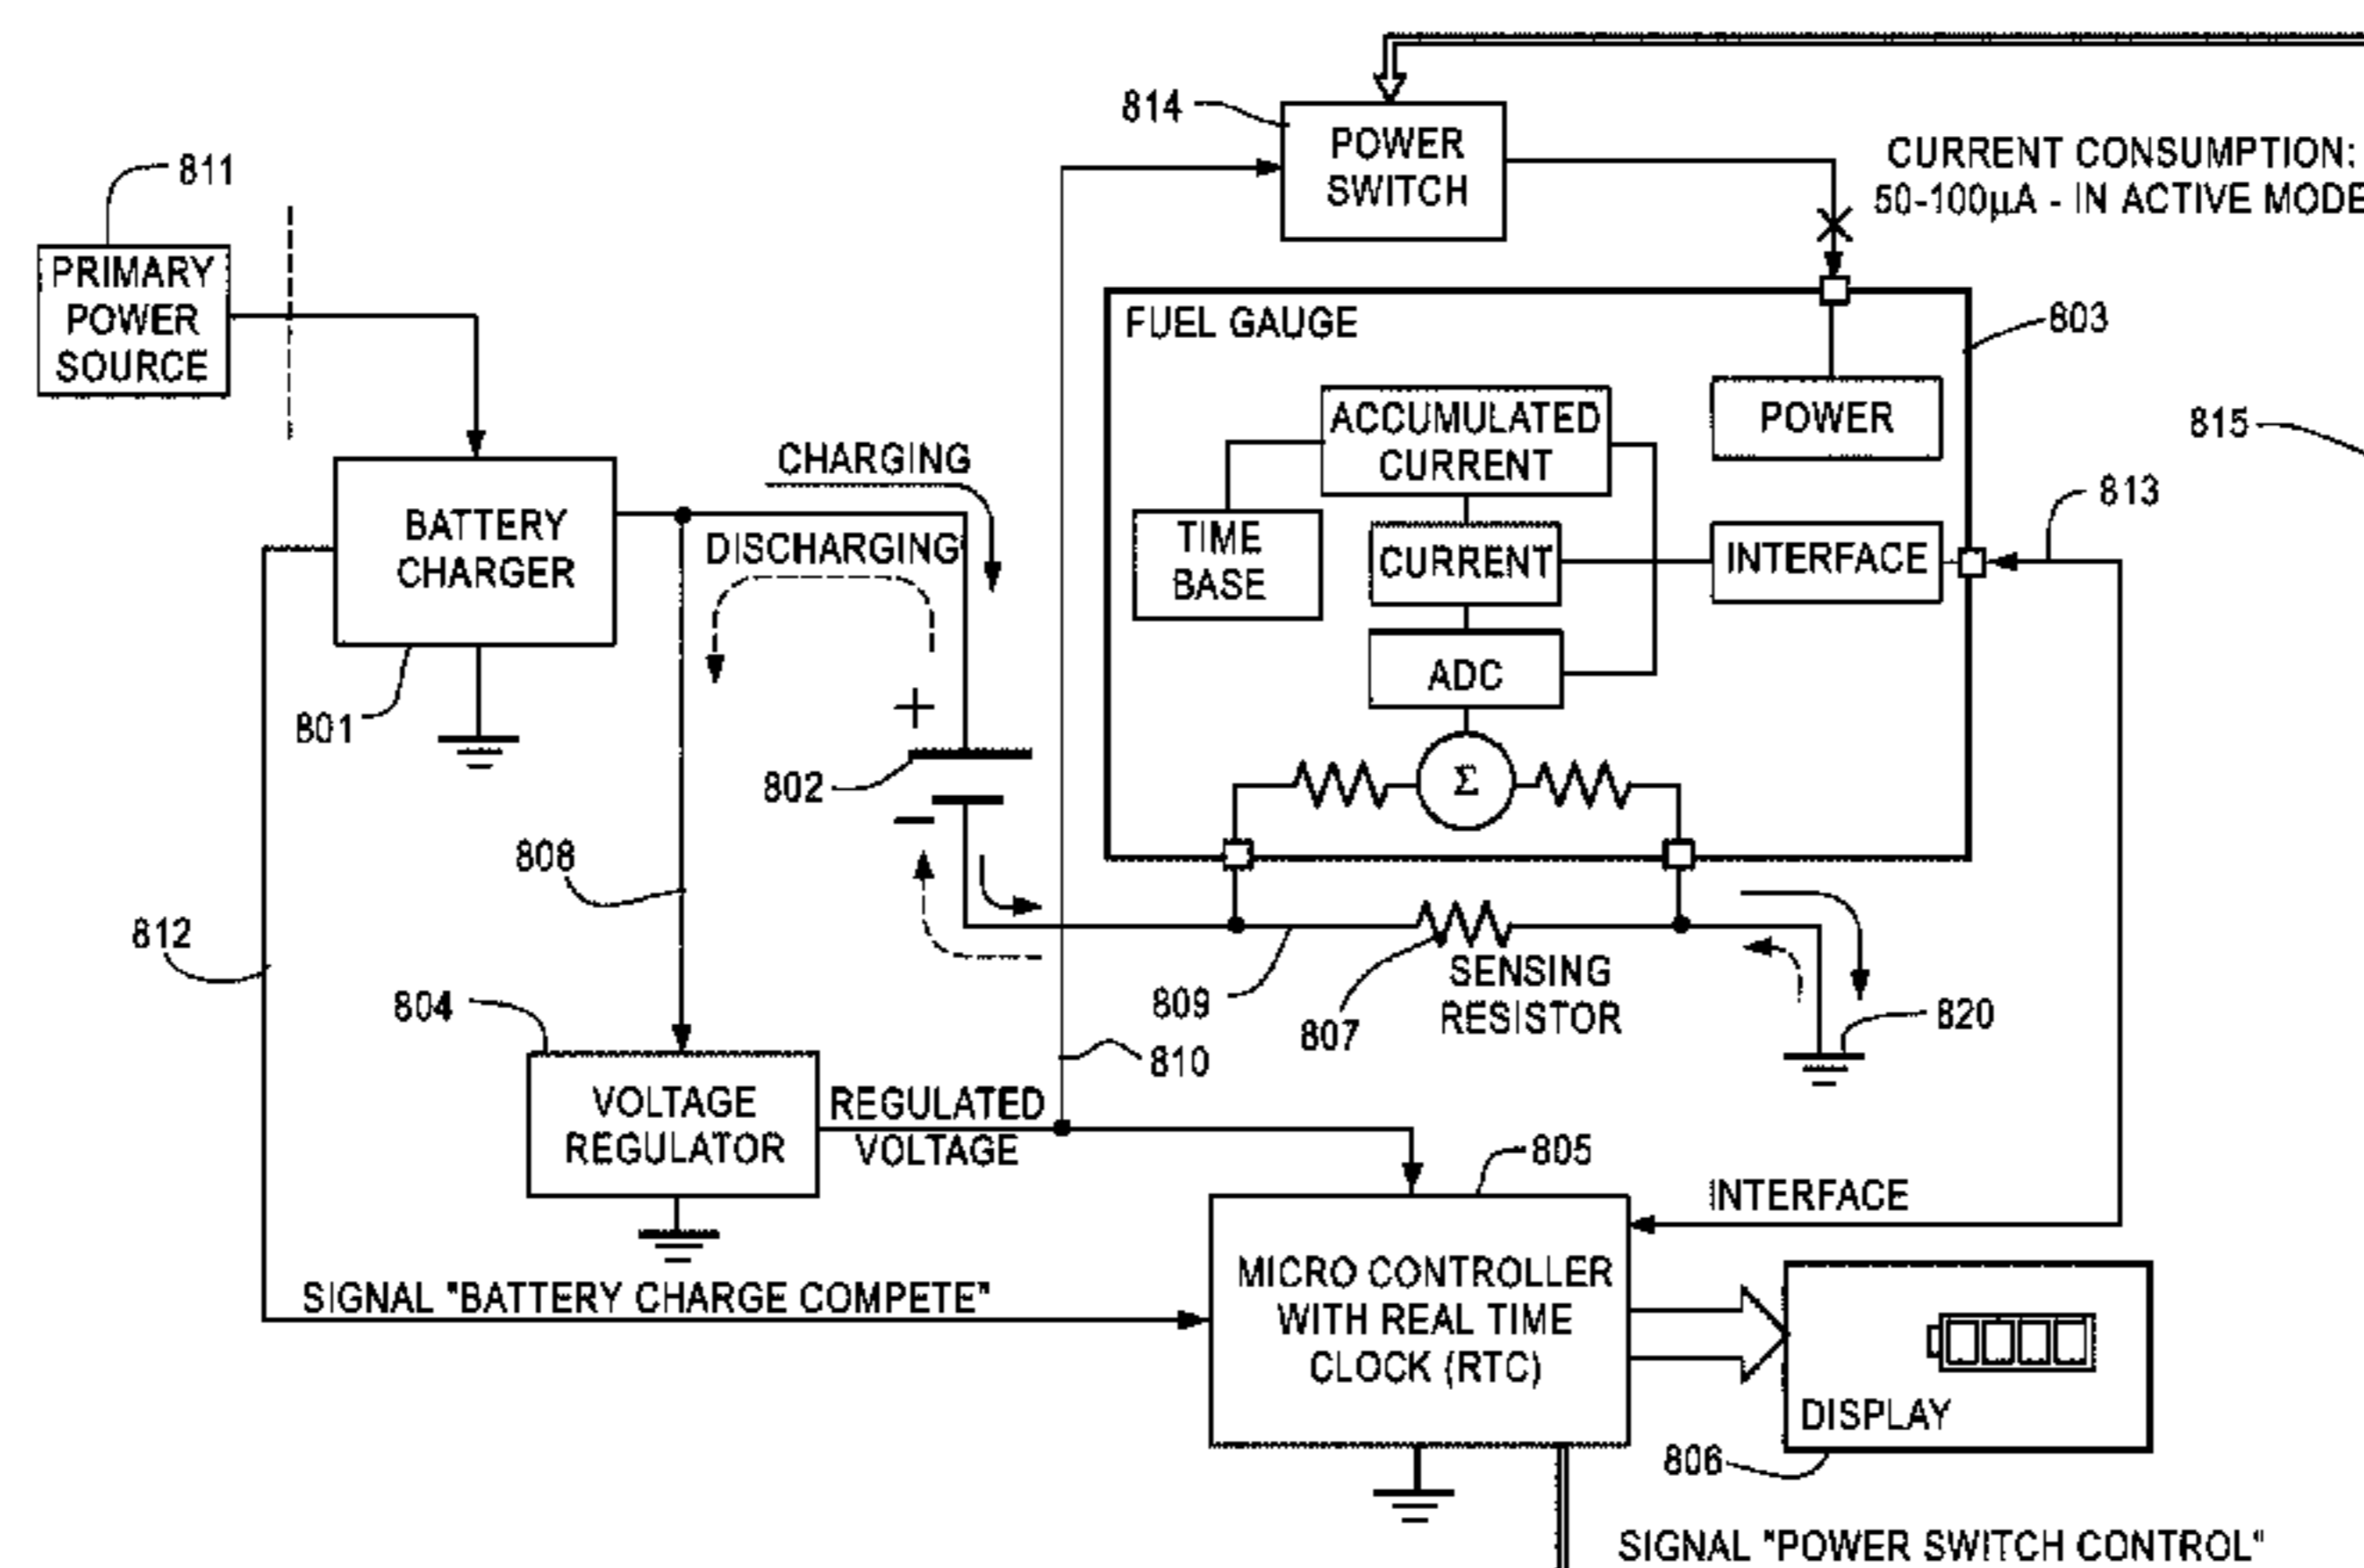 814
POWER
SWITCH
CURRENT CONSUMPTION:
50-100µA - IN ACTIVE MODE
811
PRIMARY
POWER
SOURCE
FUEL GAUGE
803
ACCUMULATED
CURRENT
POWER
815
CHARGING
813
BATTERY
CHARGER
DISCHARGING
TIME
BASE
CURRENT
INTERFACE
ADC
801
+
802
Σ
−
808
812
804
809
807
SENSING
RESISTOR
820
810
VOLTAGE
REGULATOR
REGULATED
VOLTAGE
805
INTERFACE
SIGNAL "BATTERY CHARGE COMPETE"
MICRO CONTROLLER
WITH REAL TIME
CLOCK (RTC)
DISPLAY
806
SIGNAL "POWER SWITCH CONTROL"